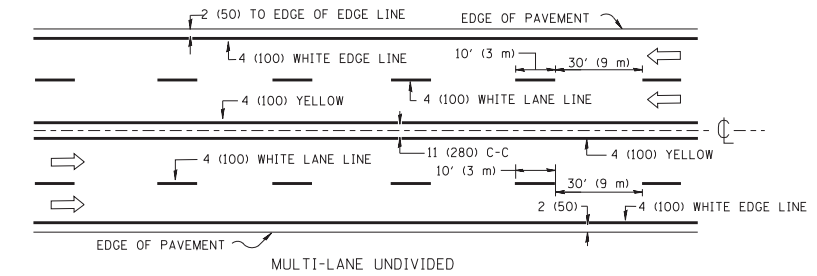 2 (50) TO EDGE OF EDGE LINE
EDGE OF PAVEMENT
4 (100) WHITE EDGE LINE
10' (3 m)
30' (9 m)
4 (100) YELLOW
4 (100) WHITE LANE LINE
℄
4 (100) WHITE LANE LINE
11 (280) C-C
4 (100) YELLOW
10' (3 m)
30' (9 m)
2 (50)
4 (100) WHITE EDGE LINE
EDGE OF PAVEMENT
MULTI-LANE UNDIVIDED